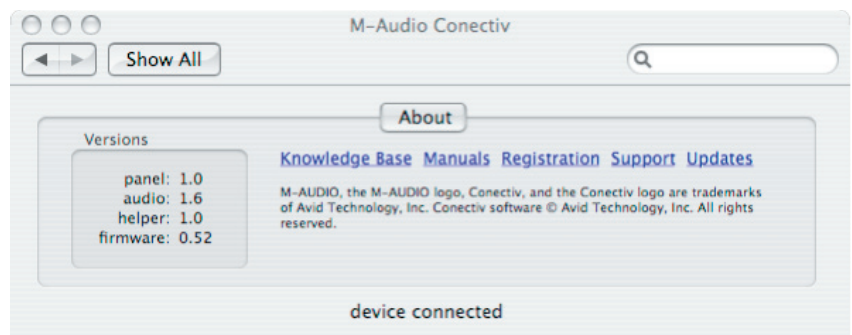 M-Audio Conectiv
Show All
About
Versions
panel: 1.0
audio: 1.6
helper: 1.0
firmware: 0.52
Knowledge Base Manuals Registration Support Updates
M-AUDIO, the M-AUDIO logo, Conectiv, and the Conectiv logo are trademarks
of Avid Technology, Inc. Conectiv software © Avid Technology, Inc. All rights
reserved.
device connected